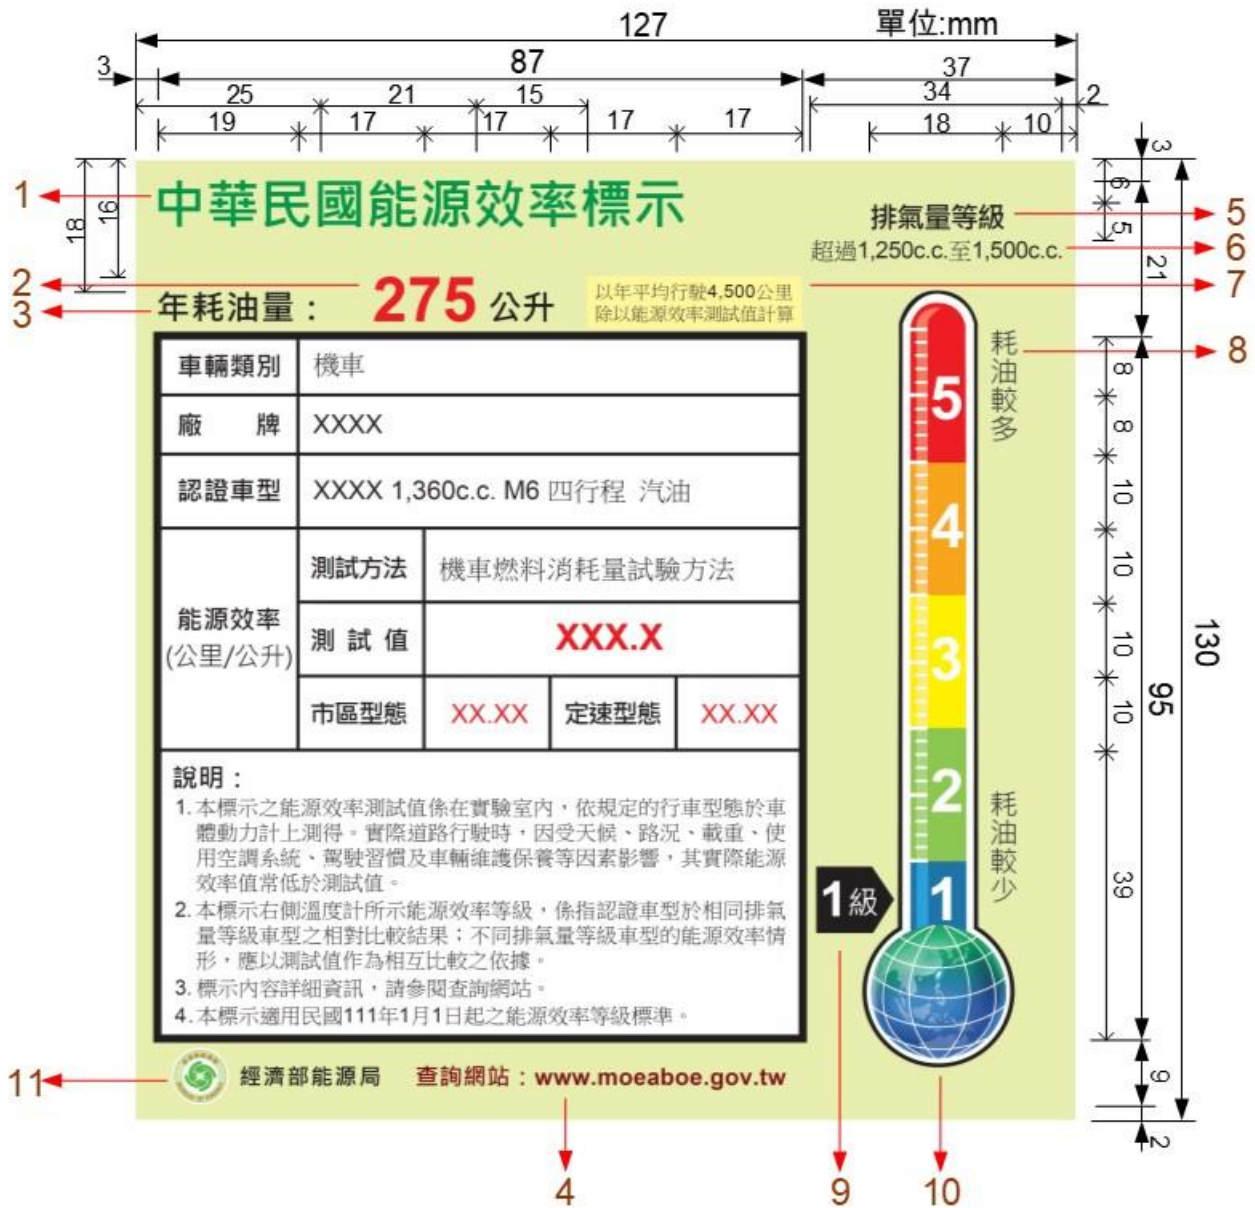 127
單位:mm
3
87
37
25
21
15
34
2
19
17
17
17
17
18
10
3
1
中華民國能源效率標示
18
16
6
5
排氣量等級
5
超過1,250c.c.至1,500c.c.
6
21
2
3
年耗油量：
275 公升
以年平均行駛4,500公里
除以能源效率測試值計算
7
車輛類別
機車
廠 牌
XXXX
認證車型
XXXX 1,360c.c. M6 四行程 汽油
能源效率
(公里/公升)
測試方法
機車燃料消耗量試驗方法
測 試 值
XXX.X
市區型態
XX.XX
定速型態
XX.XX
說明：
1. 本標示之能源效率測試值係在實驗室內，依規定的行車型態於車
體動力計上測得。實際道路行駛時，因受天候、路況、載重、使
用空調系統、駕駛習慣及車輛維護保養等因素影響，其實際能源
效率值常低於測試值。
2. 本標示右側溫度計所示能源效率等級，係指認證車型於相同排氣
量等級車型之相對比較結果；不同排氣量等級車型的能源效率情
形，應以測試值作為相互比較之依據。
3. 標示內容詳細資訊，請參閱查詢網站。
4. 本標示適用民國111年1月1日起之能源效率等級標準。
耗油較多
8
5
4
3
2
耗油較少
1級
1
8
8
10
10
10
10
39
95
130
9
2
11
經濟部能源局
查詢網站：www.moeaboe.gov.tw
4
9
10